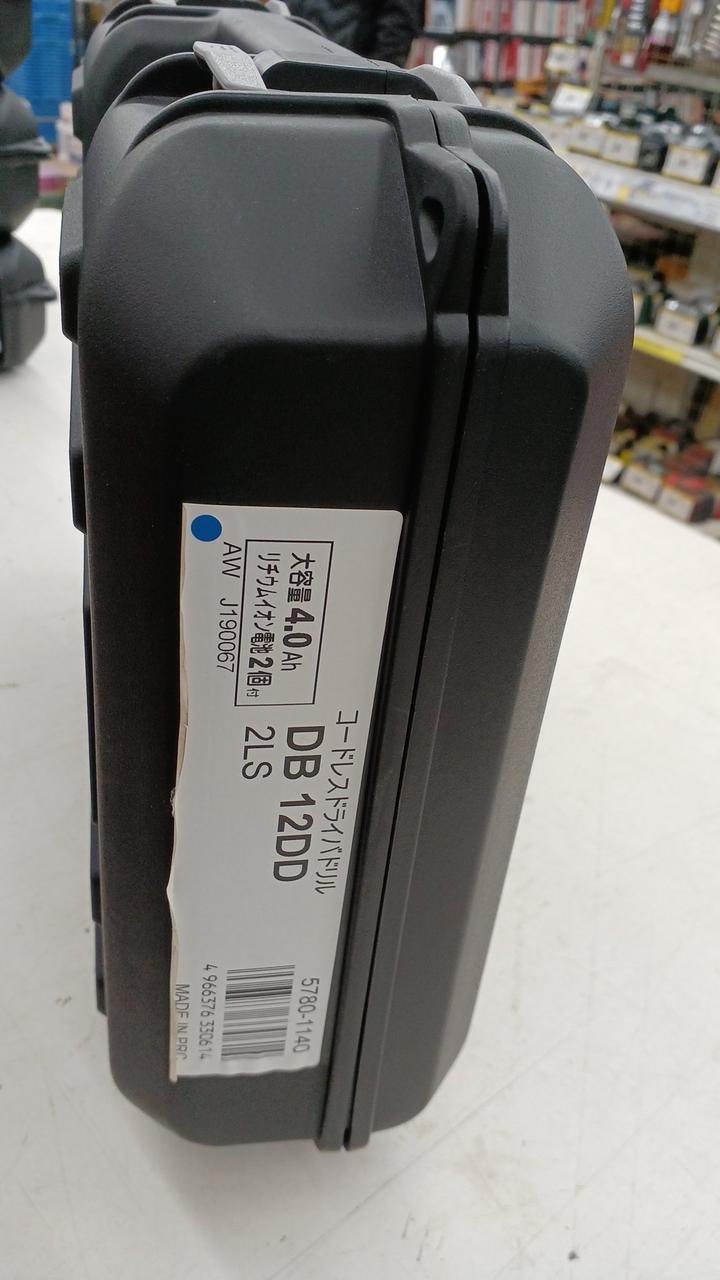 コードレスドライバドリル
DB 12DD
2LS
大容量 4.0 Ah
リチウムイオン電池 2個 付
AW J190067
5780-1140
4 966376 330614
MADE IN PRC